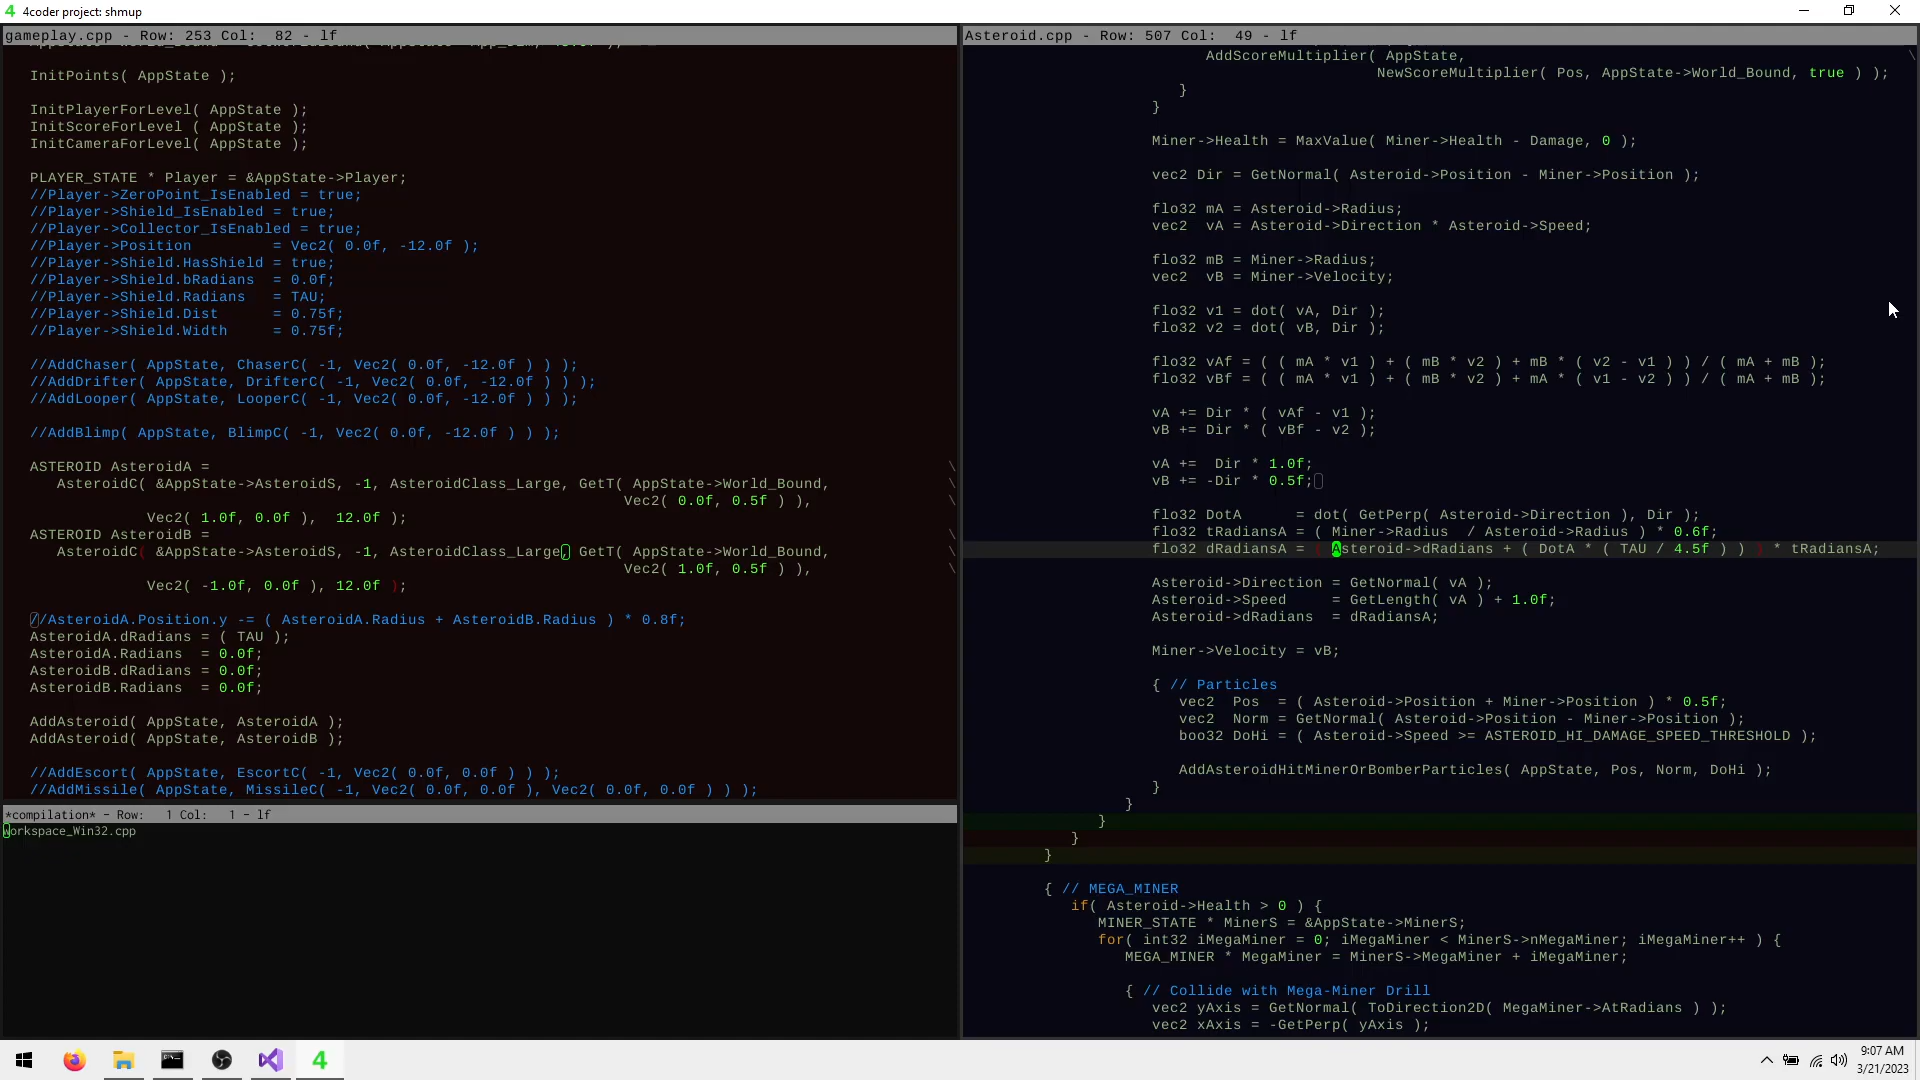 4coder project: shmup
gameplay.cpp - Row: 253 Col:  82 - lf
InitPoints( AppState );
InitPlayerForLevel( AppState );
InitScoreForLevel ( AppState );
InitCameraForLevel( AppState );
PLAYER_STATE * Player = &AppState->Player;
//Player->ZeroPoint_IsEnabled = true;
//Player->Shield_IsEnabled = true;
//Player->Collector_IsEnabled = true;
//Player->Position         = Vec2( 0.0f, -12.0f );
//Player->Shield.HasShield = true;
//Player->Shield.bRadians  = 0.0f;
//Player->Shield.Radians   = TAU;
//Player->Shield.Dist      = 0.75f;
//Player->Shield.Width     = 0.75f;
//AddChaser( AppState, ChaserC( -1, Vec2( 0.0f, -12.0f ) ) );
//AddDrifter( AppState, DrifterC( -1, Vec2( 0.0f, -12.0f ) ) );
//AddLooper( AppState, LooperC( -1, Vec2( 0.0f, -12.0f ) ) );
//AddBlimp( AppState, BlimpC( -1, Vec2( 0.0f, -12.0f ) ) );
ASTEROID AsteroidA = \
AsteroidC( &AppState->AsteroidS, -1, AsteroidClass_Large, GetT( AppState->World_Bound, \
Vec2( 0.0f, 0.5f ) ), \
Vec2( 1.0f, 0.0f ),  12.0f );
ASTEROID AsteroidB = \
AsteroidC( &AppState->AsteroidS, -1, AsteroidClass_Large, GetT( AppState->World_Bound, \
Vec2( 1.0f, 0.5f ) ), \
Vec2( -1.0f, 0.0f ), 12.0f );
//AsteroidA.Position.y -= ( AsteroidA.Radius + AsteroidB.Radius ) * 0.8f;
AsteroidA.dRadians = ( TAU );
AsteroidA.Radians  = 0.0f;
AsteroidB.dRadians = 0.0f;
AsteroidB.Radians  = 0.0f;
AddAsteroid( AppState, AsteroidA );
AddAsteroid( AppState, AsteroidB );
//AddEscort( AppState, EscortC( -1, Vec2( 0.0f, 0.0f ) ) );
//AddMissile( AppState, MissileC( -1, Vec2( 0.0f, 0.0f ), Vec2( 0.0f, 0.0f ) ) );
*compilation* - Row:   1 Col:   1 - lf
workspace_Win32.cpp
Asteroid.cpp - Row: 507 Col:  49 - lf
AddScoreMultiplier( AppState, \
NewScoreMultiplier( Pos, AppState->World_Bound, true ) );
}
}
Miner->Health = MaxValue( Miner->Health - Damage, 0 );
vec2 Dir = GetNormal( Asteroid->Position - Miner->Position );
flo32 mA = Asteroid->Radius;
vec2  vA = Asteroid->Direction * Asteroid->Speed;
flo32 mB = Miner->Radius;
vec2  vB = Miner->Velocity;
flo32 v1 = dot( vA, Dir );
flo32 v2 = dot( vB, Dir );
flo32 vAf = ( ( mA * v1 ) + ( mB * v2 ) + mB * ( v2 - v1 ) ) / ( mA + mB );
flo32 vBf = ( ( mA * v1 ) + ( mB * v2 ) + mA * ( v1 - v2 ) ) / ( mA + mB );
vA += Dir * ( vAf - v1 );
vB += Dir * ( vBf - v2 );
vA +=  Dir * 1.0f;
vB += -Dir * 0.5f;
flo32 DotA      = dot( GetPerp( Asteroid->Direction ), Dir );
flo32 tRadiansA = ( Miner->Radius  / Asteroid->Radius ) * 0.6f;
flo32 dRadiansA = ( Asteroid->dRadians + ( DotA * ( TAU / 4.5f ) ) ) * tRadiansA;
Asteroid->Direction = GetNormal( vA );
Asteroid->Speed     = GetLength( vA ) + 1.0f;
Asteroid->dRadians  = dRadiansA;
Miner->Velocity = vB;
{ // Particles
vec2  Pos  = ( Asteroid->Position + Miner->Position ) * 0.5f;
vec2  Norm = GetNormal( Asteroid->Position - Miner->Position );
boo32 DoHi = ( Asteroid->Speed >= ASTEROID_HI_DAMAGE_SPEED_THRESHOLD );
AddAsteroidHitMinerOrBomberParticles( AppState, Pos, Norm, DoHi );
}
}
}
}
}
{ // MEGA_MINER
if( Asteroid->Health > 0 ) {
MINER_STATE * MinerS = &AppState->MinerS;
for( int32 iMegaMiner = 0; iMegaMiner < MinerS->nMegaMiner; iMegaMiner++ ) {
MEGA_MINER * MegaMiner = MinerS->MegaMiner + iMegaMiner;
{ // Collide with Mega-Miner Drill
vec2 yAxis = GetNormal( ToDirection2D( MegaMiner->AtRadians ) );
vec2 xAxis = -GetPerp( yAxis );
9:07 AM
3/21/2023